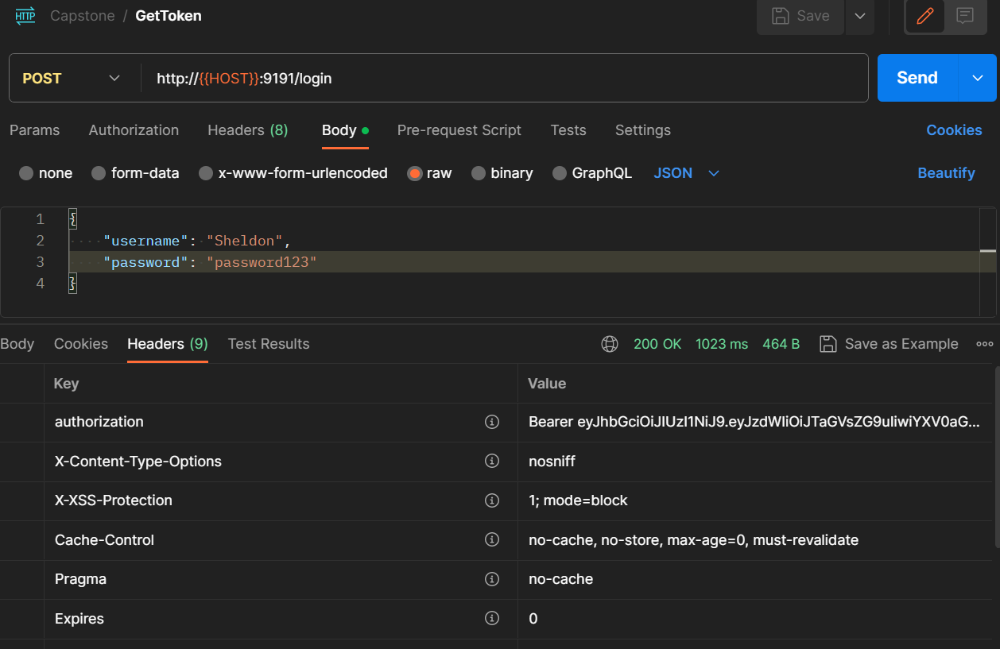 HTTP Capstone / GetToken Save
POST http://{{HOST}}:9191/login Send
Params Authorization Headers (8) Body Pre-request Script Tests Settings Cookies
none form-data x-www-form-urlencoded raw binary GraphQL JSON Beautify
1 {
2 "username": "Sheldon",
3 "password": "password123"
4 }
Body Cookies Headers (9) Test Results 200 OK 1023 ms 464 B Save as Example
Key Value
authorization Bearer eyJhbGciOiJIUzI1NiJ9.eyJzdWIiOiJTaGVsZG9uIiwiYXV0aG...
X-Content-Type-Options nosniff
X-XSS-Protection 1; mode=block
Cache-Control no-cache, no-store, max-age=0, must-revalidate
Pragma no-cache
Expires 0